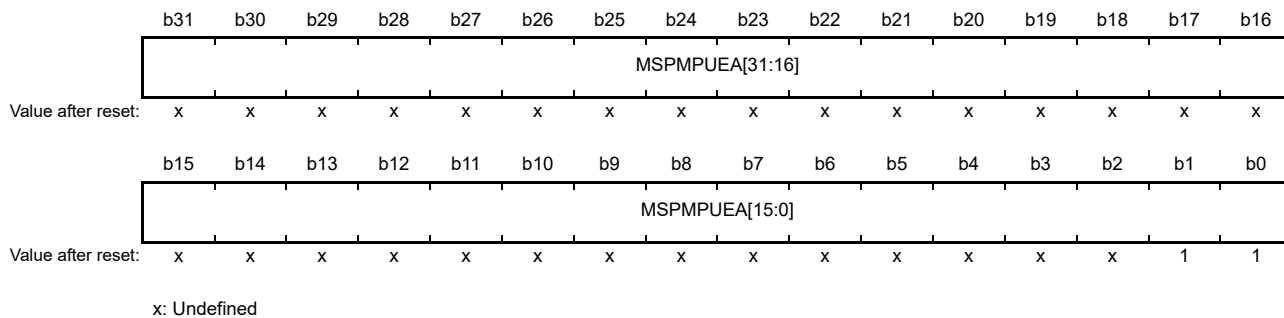 b31 b30 b29 b28 b27 b26 b25 b24 b23 b22 b21 b20 b19 b18 b17 b16
MSPMPUEA[31:16]
Value after reset: x x x x x x x x x x x x x x x x
b15 b14 b13 b12 b11 b10 b9 b8 b7 b6 b5 b4 b3 b2 b1 b0
MSPMPUEA[15:0]
Value after reset: x x x x x x x x x x x x x x 1 1
x: Undefined